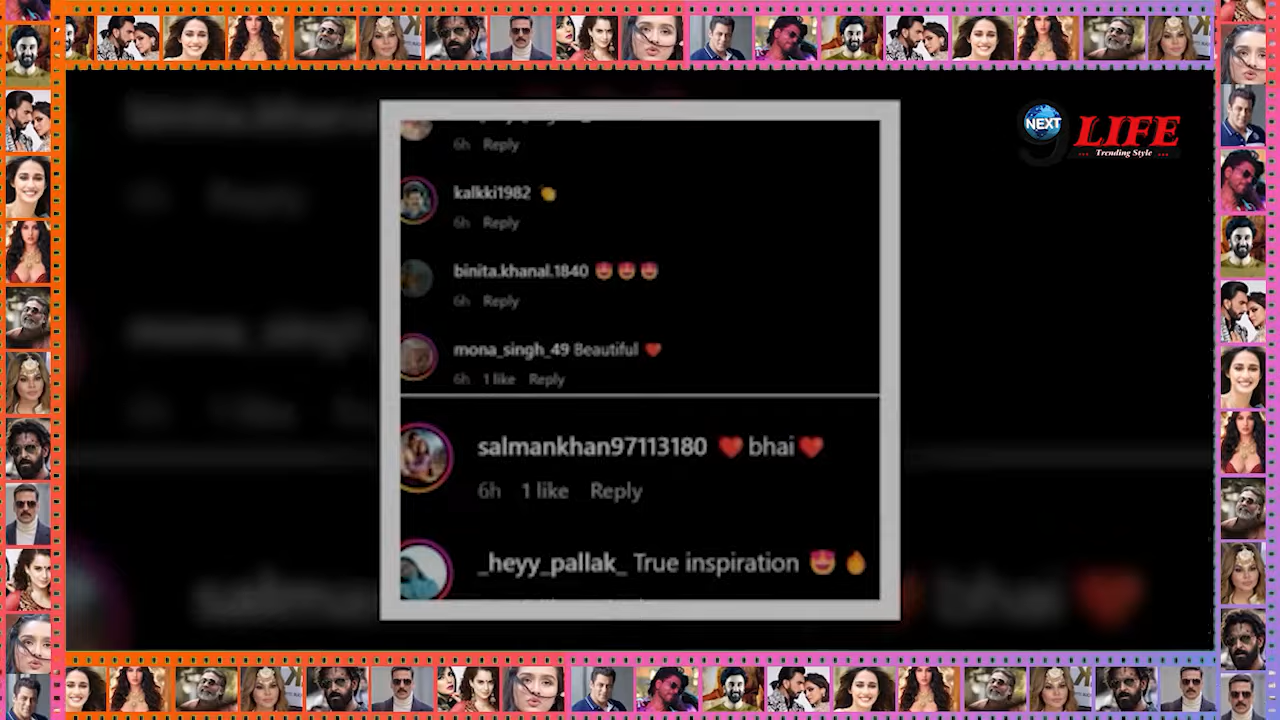 6h Reply
kalkki1982 👏
6h Reply
binita.khanal.1840 😍😍😍
6h Reply
mona_singh_49 Beautiful ❤️
6h 1 like Reply
salmankhan97113180 ❤️ bhai ❤️
6h 1 like Reply
_heyy_pallak_ True inspiration 😍🔥
NEXT 9 LIFE
... Trending Style ...